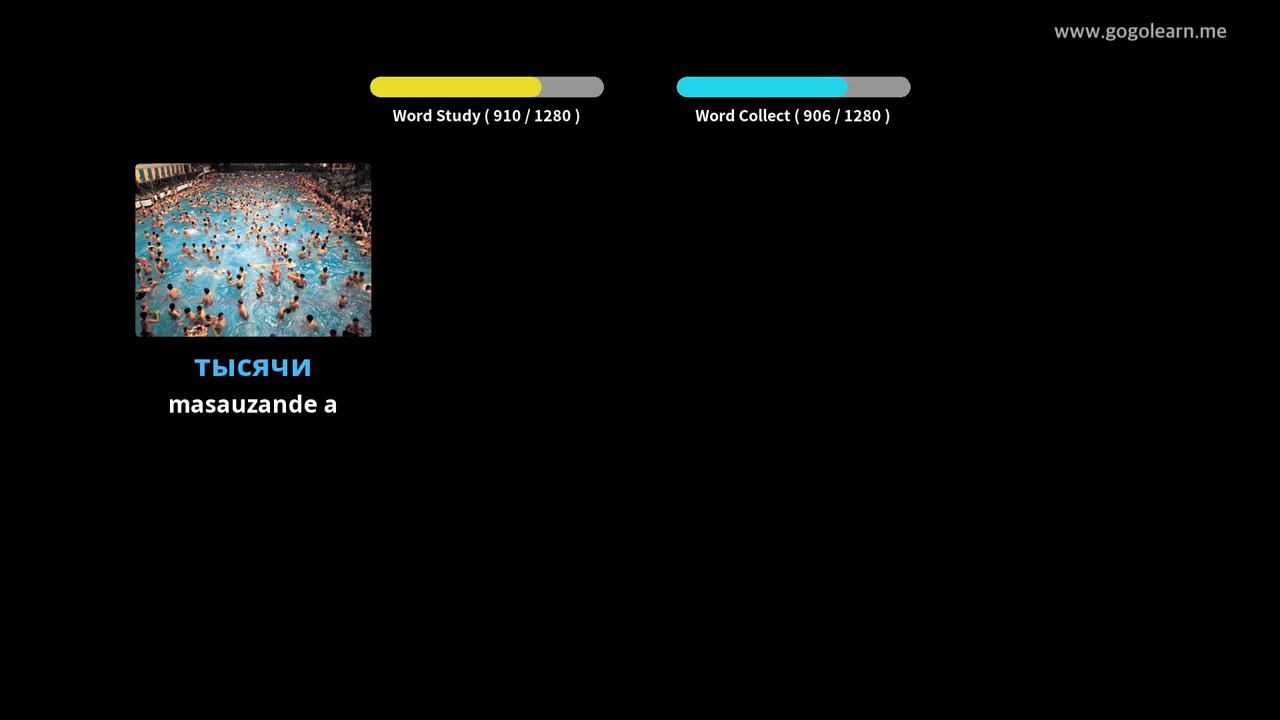 www.gogolearn.me
Word Study ( 910 / 1280 )
Word Collect ( 906 / 1280 )
тысячи
masauzande a